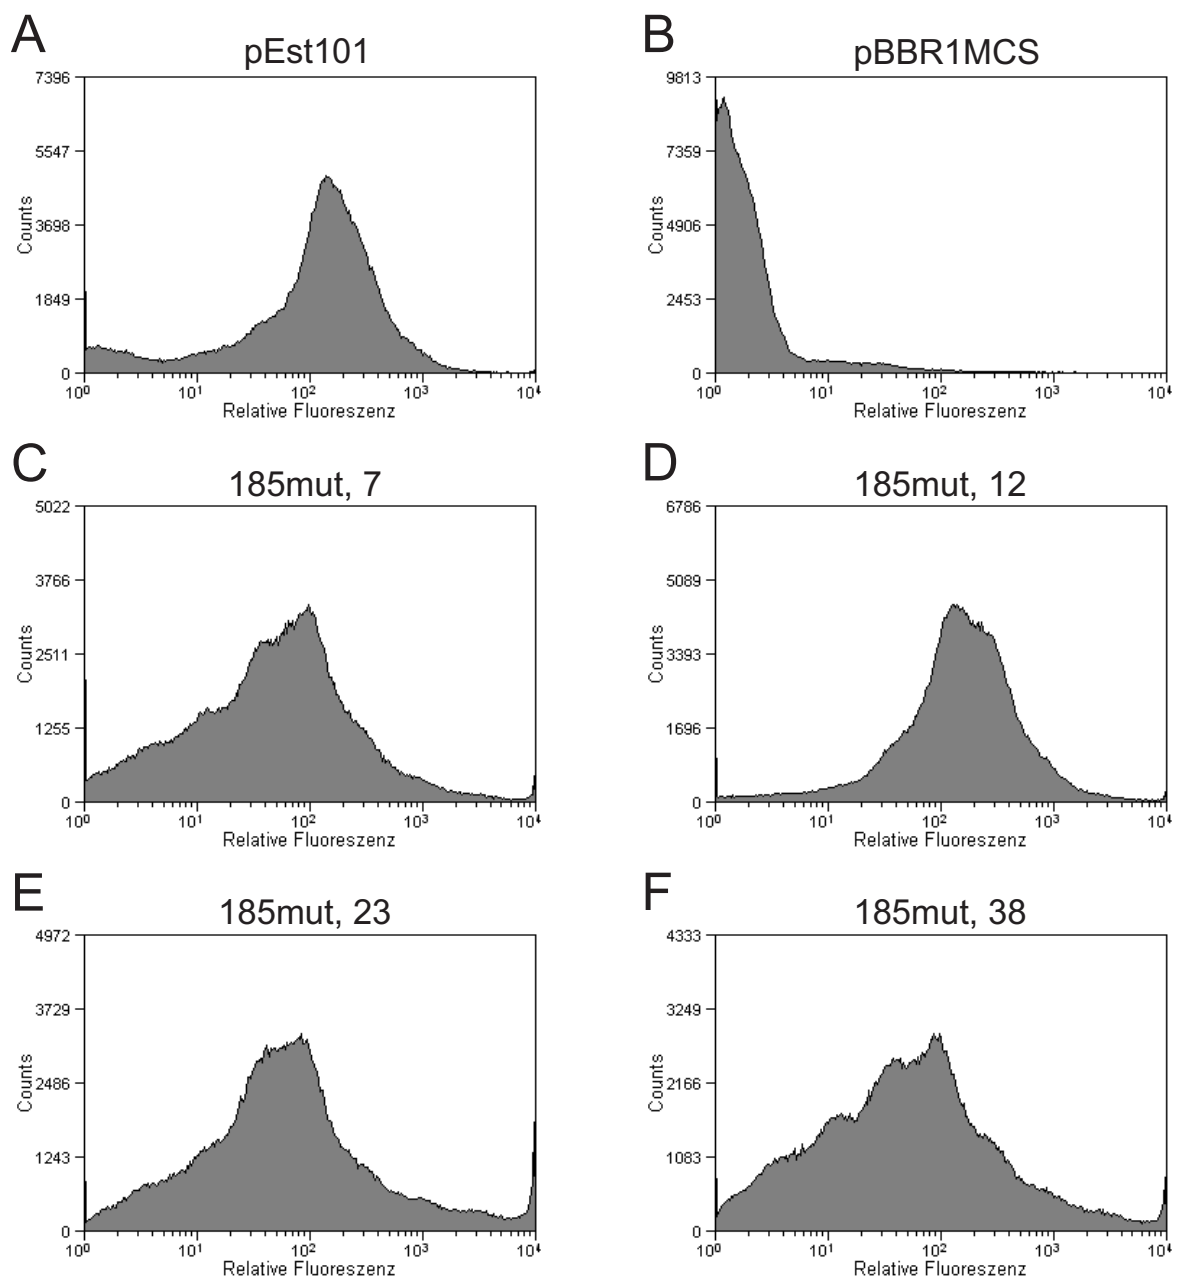 A
pEst101
7396
5547
3698
1849
0
Counts
10⁰ 10¹ 10² 10³ 10⁴
Relative Fluoreszenz
B
pBBR1MCS
9813
7359
4906
2453
0
Counts
10⁰ 10¹ 10² 10³ 10⁴
Relative Fluoreszenz
C
185mut, 7
5022
3766
2511
1255
0
Counts
10⁰ 10¹ 10² 10³ 10⁴
Relative Fluoreszenz
D
185mut, 12
6786
5089
3393
1696
0
Counts
10⁰ 10¹ 10² 10³ 10⁴
Relative Fluoreszenz
E
185mut, 23
4972
3729
2486
1243
0
Counts
10⁰ 10¹ 10² 10³ 10⁴
Relative Fluoreszenz
F
185mut, 38
4333
3249
2166
1083
0
Counts
10⁰ 10¹ 10² 10³ 10⁴
Relative Fluoreszenz